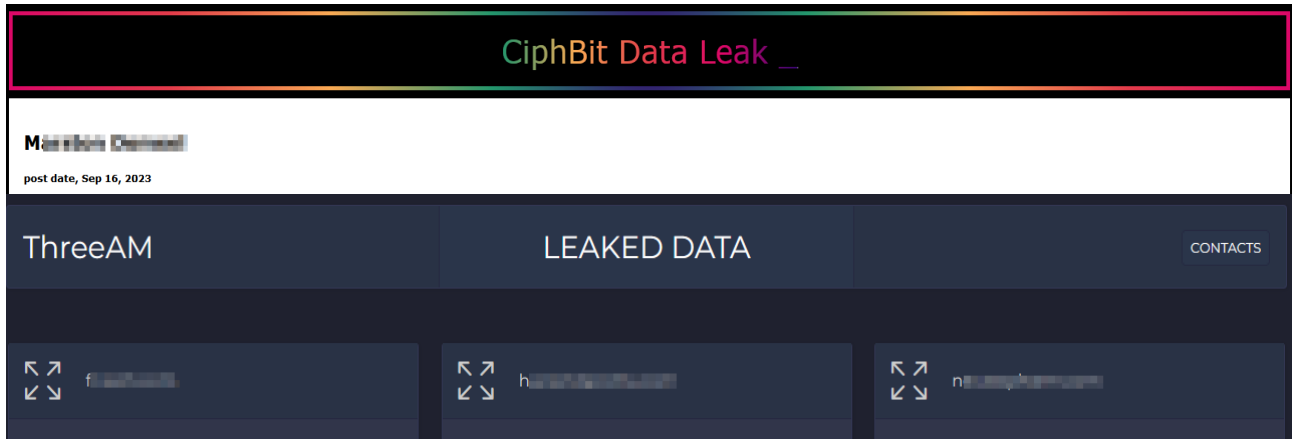 CiphBit Data Leak _
post date, Sep 16, 2023
ThreeAM LEAKED DATA CONTACTS